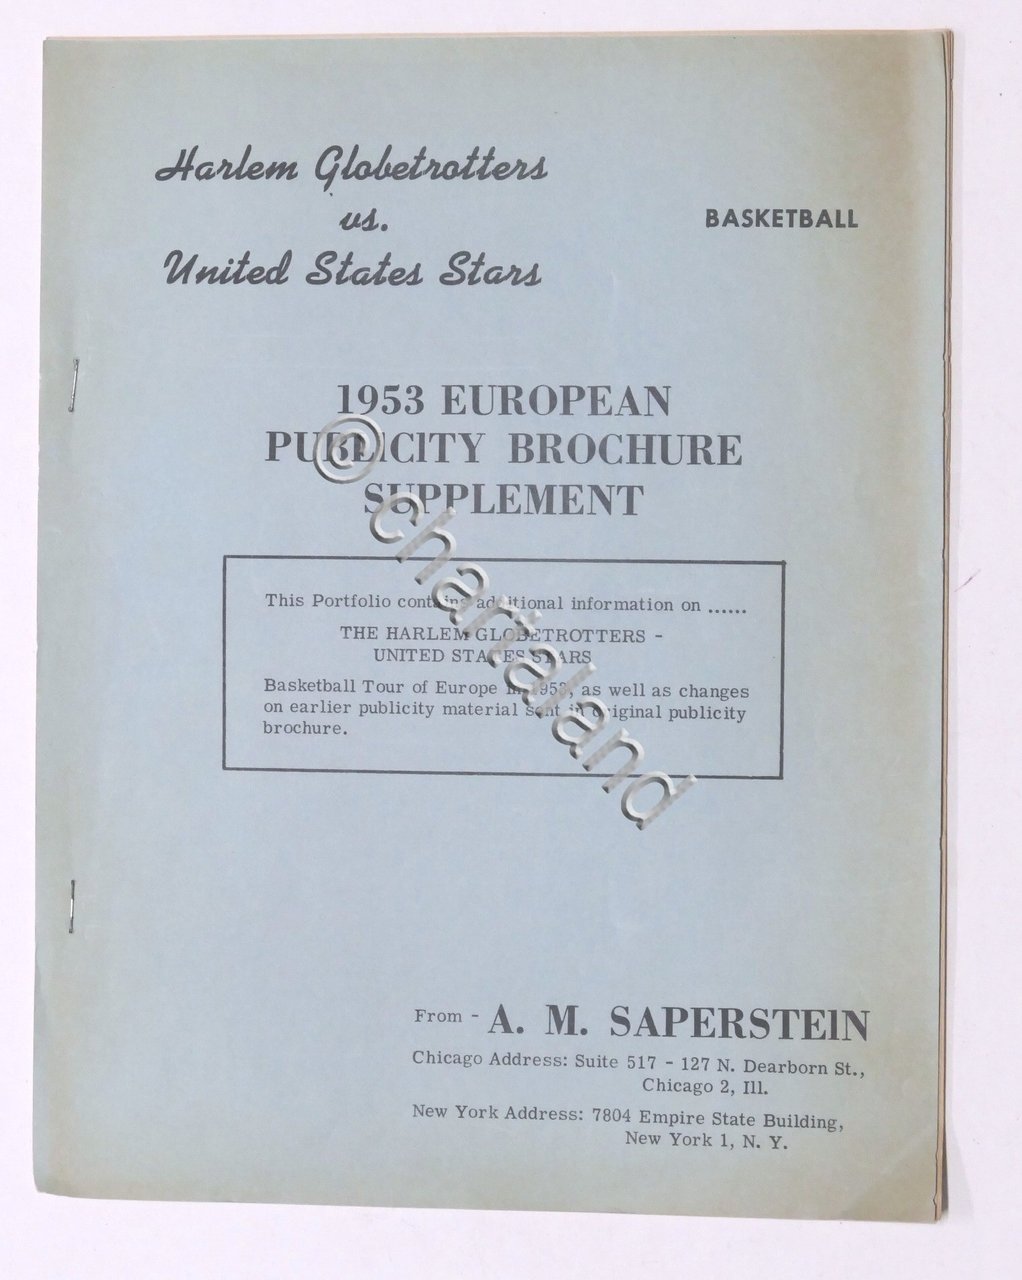 Harlem Globetrotters
vs.
United States Stars
BASKETBALL
1953 EUROPEAN
PUBLICITY BROCHURE
SUPPLEMENT
This Portfolio contains additional information on ......
THE HARLEM GLOBETROTTERS -
UNITED STATES STARS
Basketball Tour of Europe in 1953, as well as changes
on earlier publicity material sent in original publicity
brochure.
© chartaland
From - A. M. SAPERSTEIN
Chicago Address: Suite 517 - 127 N. Dearborn St.,
Chicago 2, Ill.
New York Address: 7804 Empire State Building,
New York 1, N. Y.